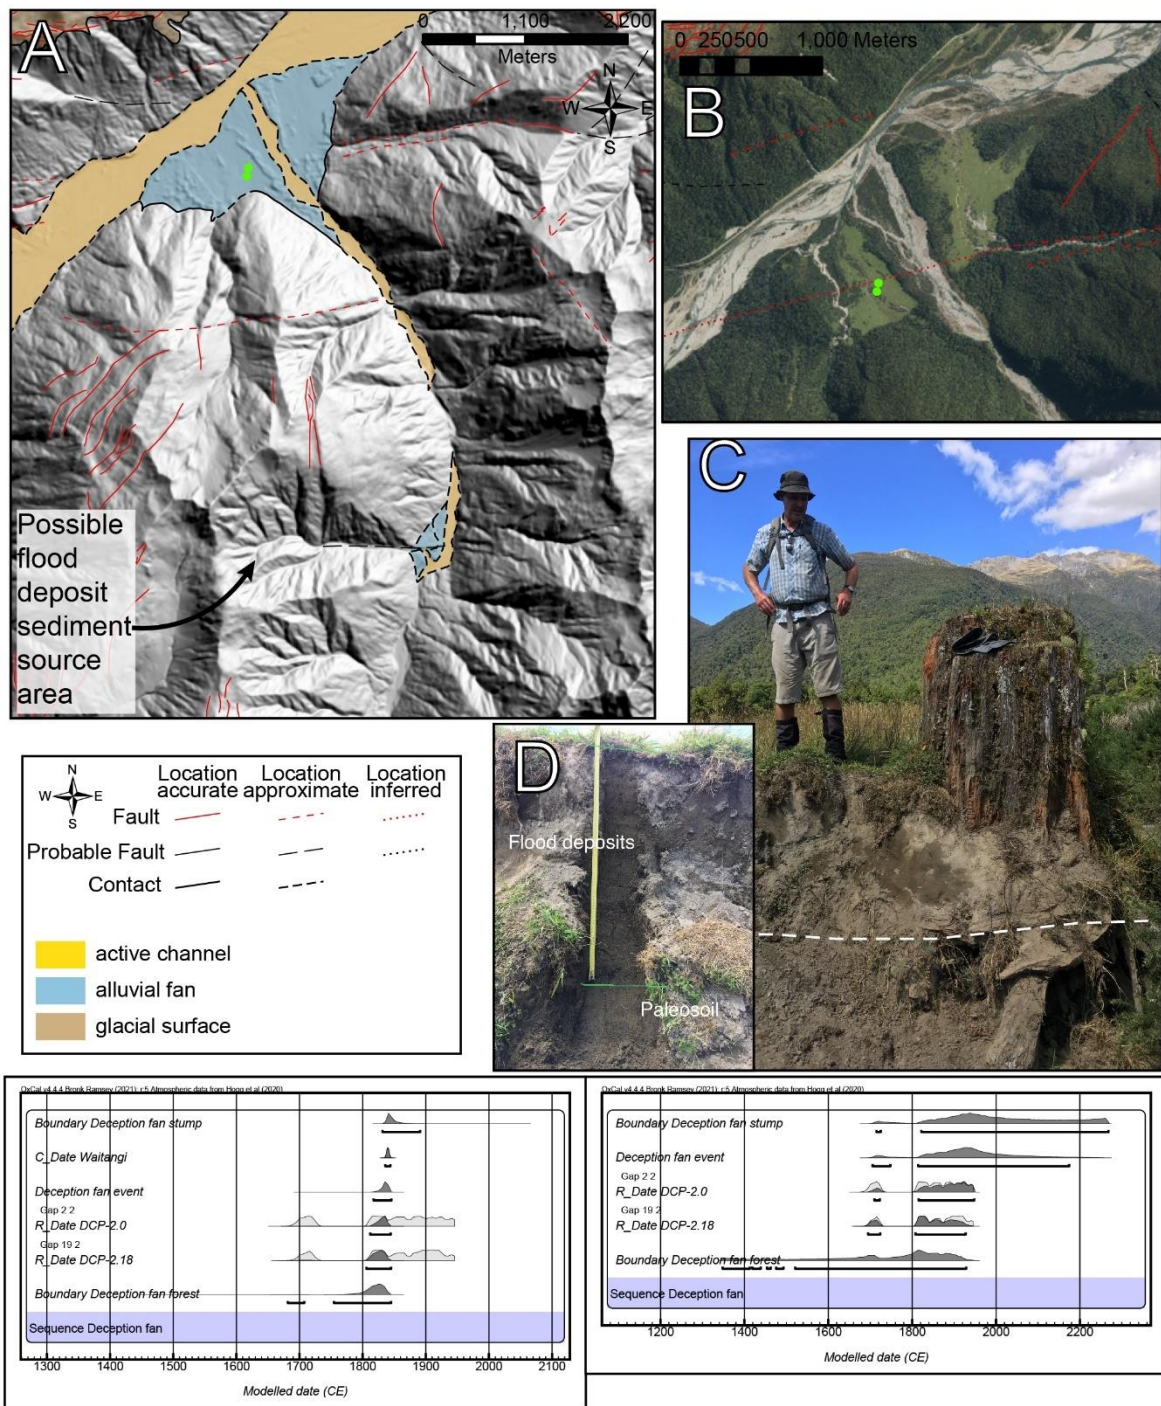 A
0 1,100 2,200
Meters
N
W E
S
Possible
flood
deposit
sediment
source
area
B
0 250500 1,000 Meters
C
D
Flood deposits
Paleosoil
N
W E
S
Location accurate
Location approximate
Location inferred
Fault
Probable Fault
Contact
active channel
alluvial fan
glacial surface
OxCal v4.4.4 Bronk Ramsey (2021); r:5 Atmospheric data from Hogg et al (2020)
Boundary Deception fan stump
C_Date Waitangi
Deception fan event
Gap 2 2
R_Date DCP-2.0
Gap 19 2
R_Date DCP-2.18
Boundary Deception fan forest
Sequence Deception fan
1300 1400 1500 1600 1700 1800 1900 2000 2100
Modelled date (CE)
OxCal v4.4.4 Bronk Ramsey (2021); r:5 Atmospheric data from Hogg et al (2020)
Boundary Deception fan stump
Deception fan event
Gap 2 2
R_Date DCP-2.0
Gap 19 2
R_Date DCP-2.18
Boundary Deception fan forest
Sequence Deception fan
1200 1400 1600 1800 2000 2200
Modelled date (CE)